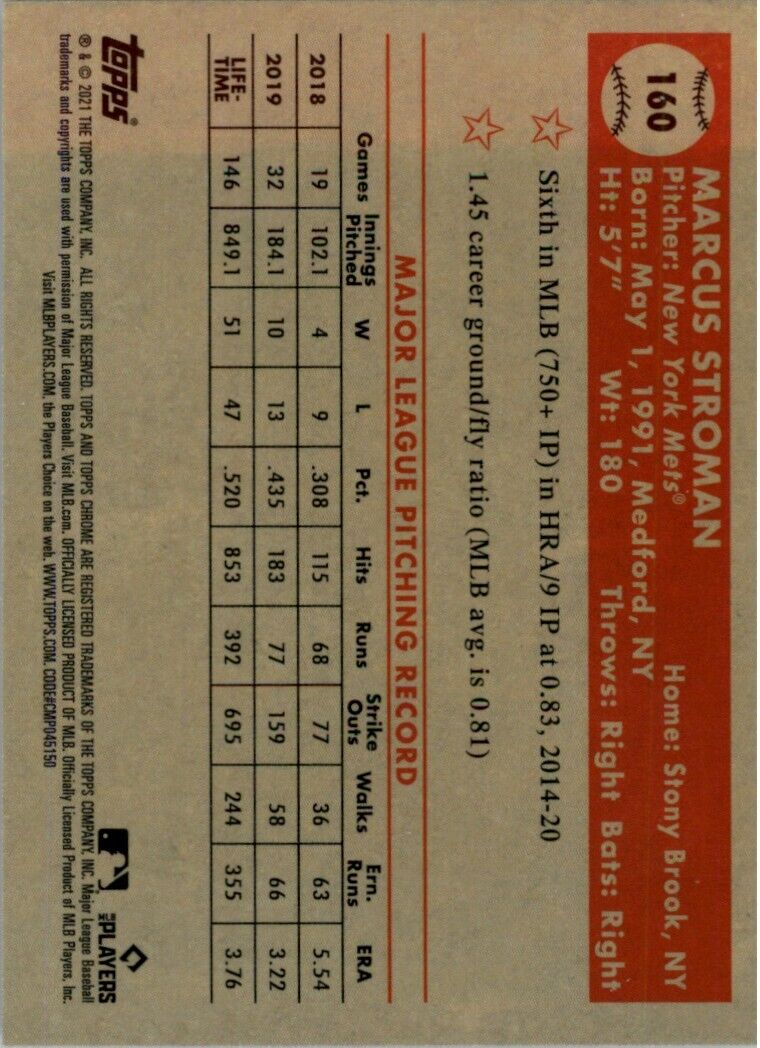 160
MARCUS STROMAN
Pitcher: New York Mets® Home: Stony Brook, NY
Born: May 1, 1991, Medford, NY
Ht: 5'7" Wt: 180 Throws: Right Bats: Right
Sixth in MLB (750+ IP) in HRA/9 IP at 0.83, 2014-20
1.45 career ground/fly ratio (MLB avg. is 0.81)
MAJOR LEAGUE PITCHING RECORD
Games Innings Pitched W L Pct. Hits Runs Strike Outs Walks Ern. Runs ERA
2018 19 102.1 4 9 .308 115 68 77 36 63 5.54
2019 32 184.1 10 13 .435 183 77 159 58 66 3.22
LIFE-TIME 146 849.1 51 47 .520 853 392 695 244 355 3.76
topps®
MLB PLAYERS
® & © 2021 THE TOPPS COMPANY, INC. ALL RIGHTS RESERVED. TOPPS AND TOPPS CHROME ARE REGISTERED TRADEMARKS OF THE TOPPS COMPANY, INC. Major League Baseball
trademarks and copyrights are used with permission of Major League Baseball. Visit MLB.com. OFFICIALLY LICENSED PRODUCT OF MLB. Officially Licensed Product of MLB Players, Inc.
Visit MLBPLAYERS.COM, the Players Choice on the web. WWW.TOPPS.COM. CODE#CMP045150